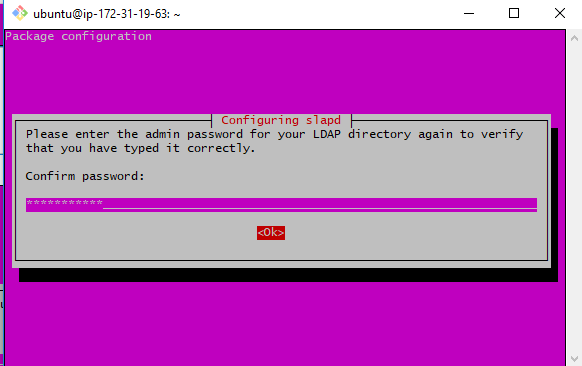 ubuntu@ip-172-31-19-63: ~
Package configuration
Configuring slapd
Please enter the admin password for your LDAP directory again to verify
that you have typed it correctly.
Confirm password:
***********
<Ok>